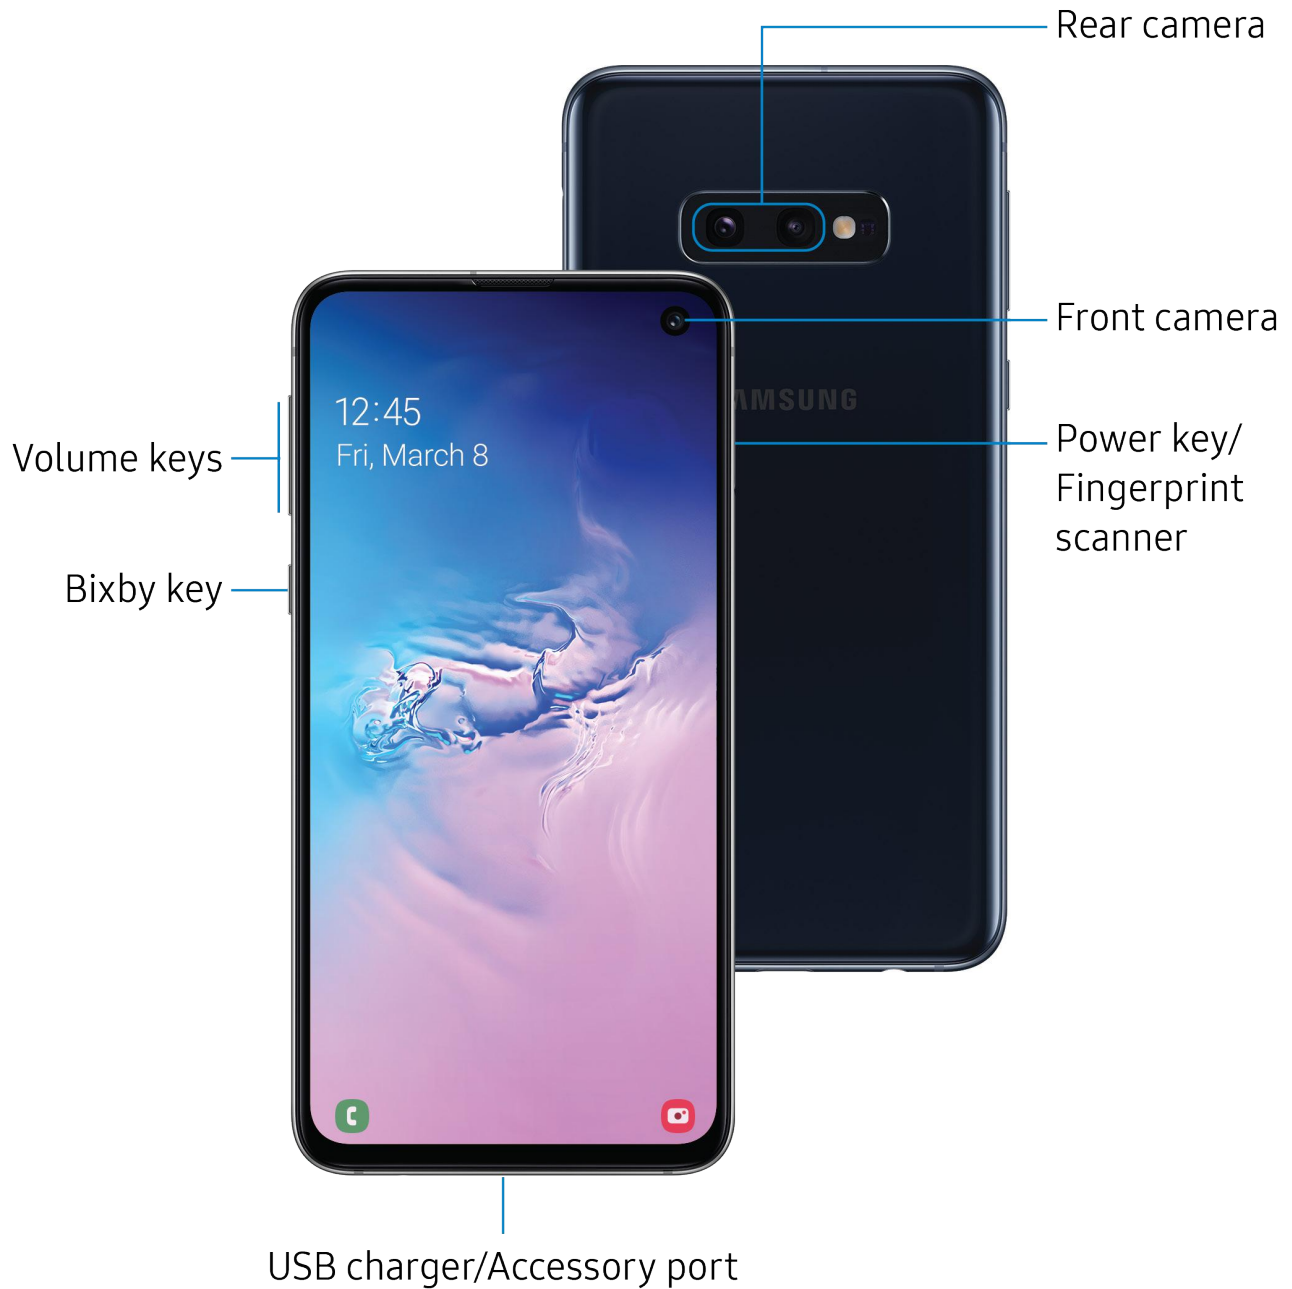 Rear camera
Front camera
12:45
Fri, March 8
AMSUNG
Power key/
Fingerprint
scanner
Volume keys
Bixby key
USB charger/Accessory port